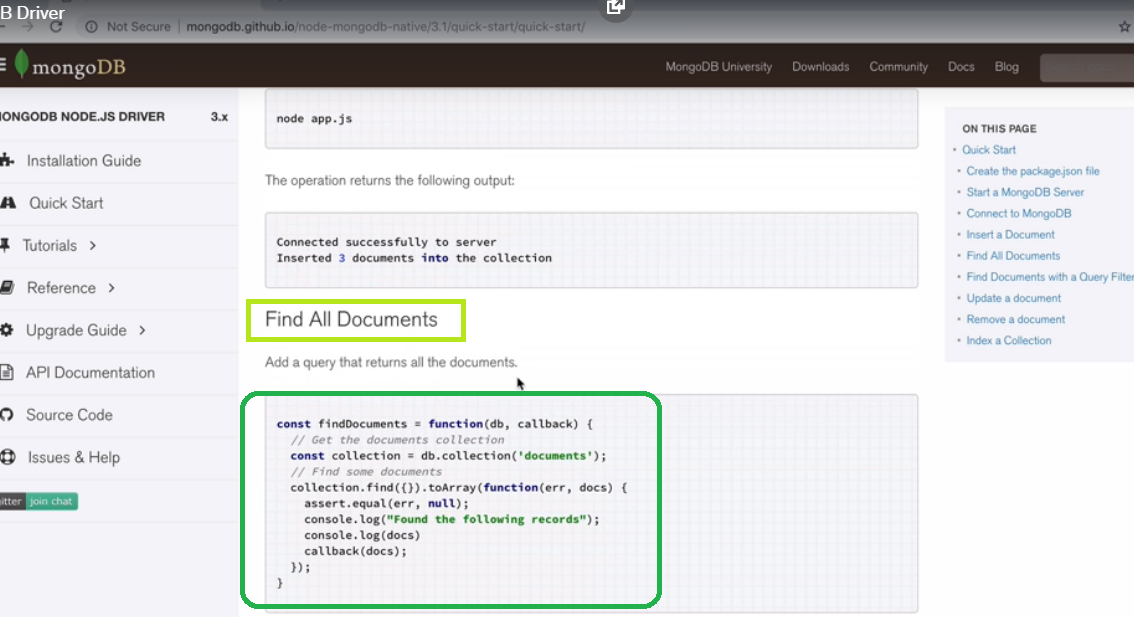 B Driver
Not Secure | mongodb.github.io/node-mongodb-native/3.1/quick-start/quick-start/
mongoDB
MongoDB University Downloads Community Docs Blog
ONGODB NODE.JS DRIVER 3.x
Installation Guide
Quick Start
Tutorials >
Reference >
Upgrade Guide >
API Documentation
Source Code
Issues & Help
itter join chat
node app.js
The operation returns the following output:
Connected successfully to server
Inserted 3 documents into the collection
Find All Documents
Add a query that returns all the documents.
const findDocuments = function(db, callback) {
// Get the documents collection
const collection = db.collection('documents');
// Find some documents
collection.find({}).toArray(function(err, docs) {
assert.equal(err, null);
console.log("Found the following records");
console.log(docs)
callback(docs);
});
}
ON THIS PAGE
Quick Start
Create the package.json file
Start a MongoDB Server
Connect to MongoDB
Insert a Document
Find All Documents
Find Documents with a Query Filter
Update a document
Remove a document
Index a Collection